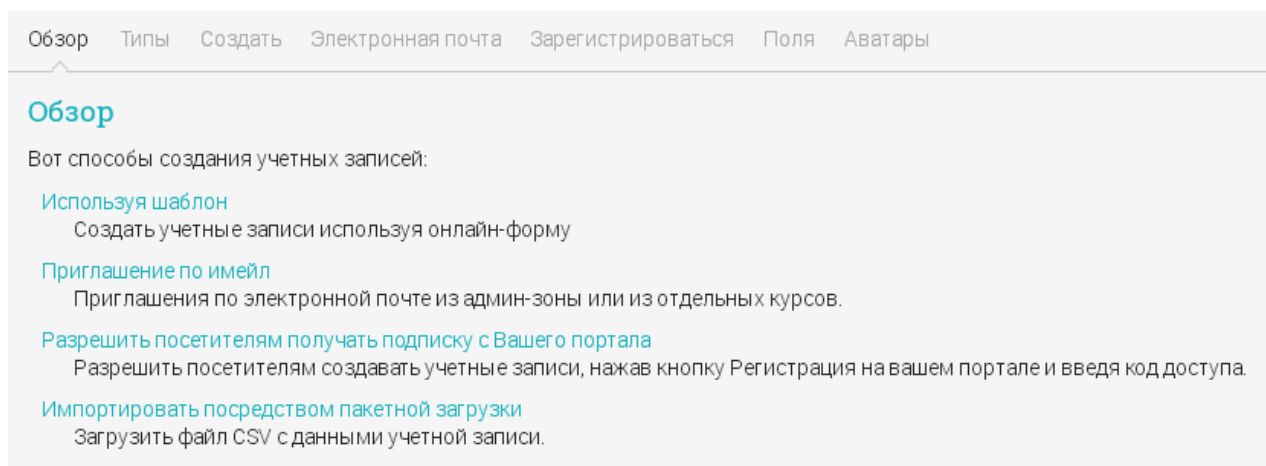 Обзор Типы Создать Электронная почта Зарегистрироваться Поля Аватары
Обзор
Вот способы создания учетных записей:
Используя шаблон
Создать учетные записи используя онлайн-форму
Приглашение по имейл
Приглашения по электронной почте из админ-зоны или из отдельных курсов.
Разрешить посетителям получать подписку с Вашего портала
Разрешить посетителям создавать учетные записи, нажав кнопку Регистрация на вашем портале и введя код доступа.
Импортировать посредством пакетной загрузки
Загрузить файл CSV с данными учетной записи.